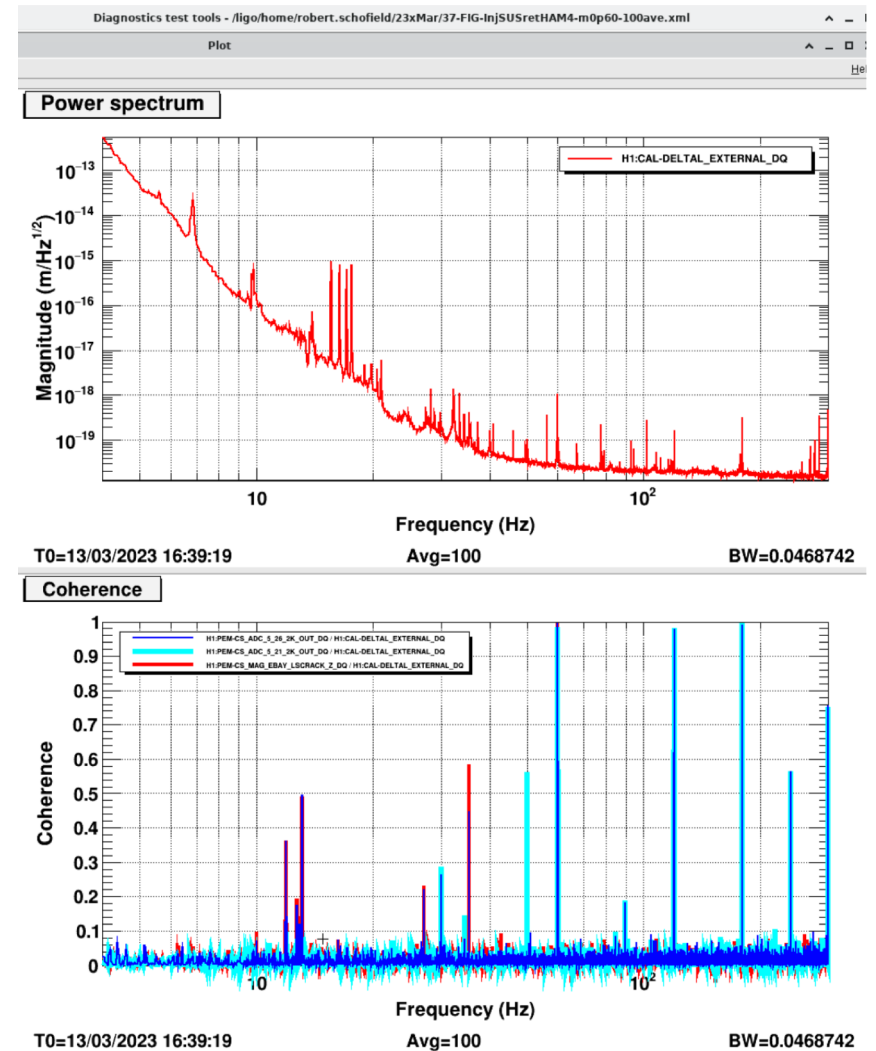 Diagnostics test tools - /ligo/home/robert.schofield/23xMar/37-FIG-InjSUSretHAM4-m0p60-100ave.xml
Plot
Hel
Power spectrum
H1:CAL-DELTAL_EXTERNAL_DQ
10⁻¹³
10⁻¹⁴
10⁻¹⁵
10⁻¹⁶
10⁻¹⁷
10⁻¹⁸
10⁻¹⁹
Magnitude (m/Hz^1/2)
10 10²
Frequency (Hz)
T0=13/03/2023 16:39:19 Avg=100 BW=0.0468742
Coherence
H1:PEM-CS_ADC_5_26_2K_OUT_DQ / H1:CAL-DELTAL_EXTERNAL_DQ
H1:PEM-CS_ADC_5_21_2K_OUT_DQ / H1:CAL-DELTAL_EXTERNAL_DQ
H1:PEM-CS_MAG_EBAY_LSCRACK_Z_DQ / H1:CAL-DELTAL_EXTERNAL_DQ
1
0.9
0.8
0.7
0.6
0.5
0.4
0.3
0.2
0.1
0
Coherence
10 10²
Frequency (Hz)
T0=13/03/2023 16:39:19 Avg=100 BW=0.0468742